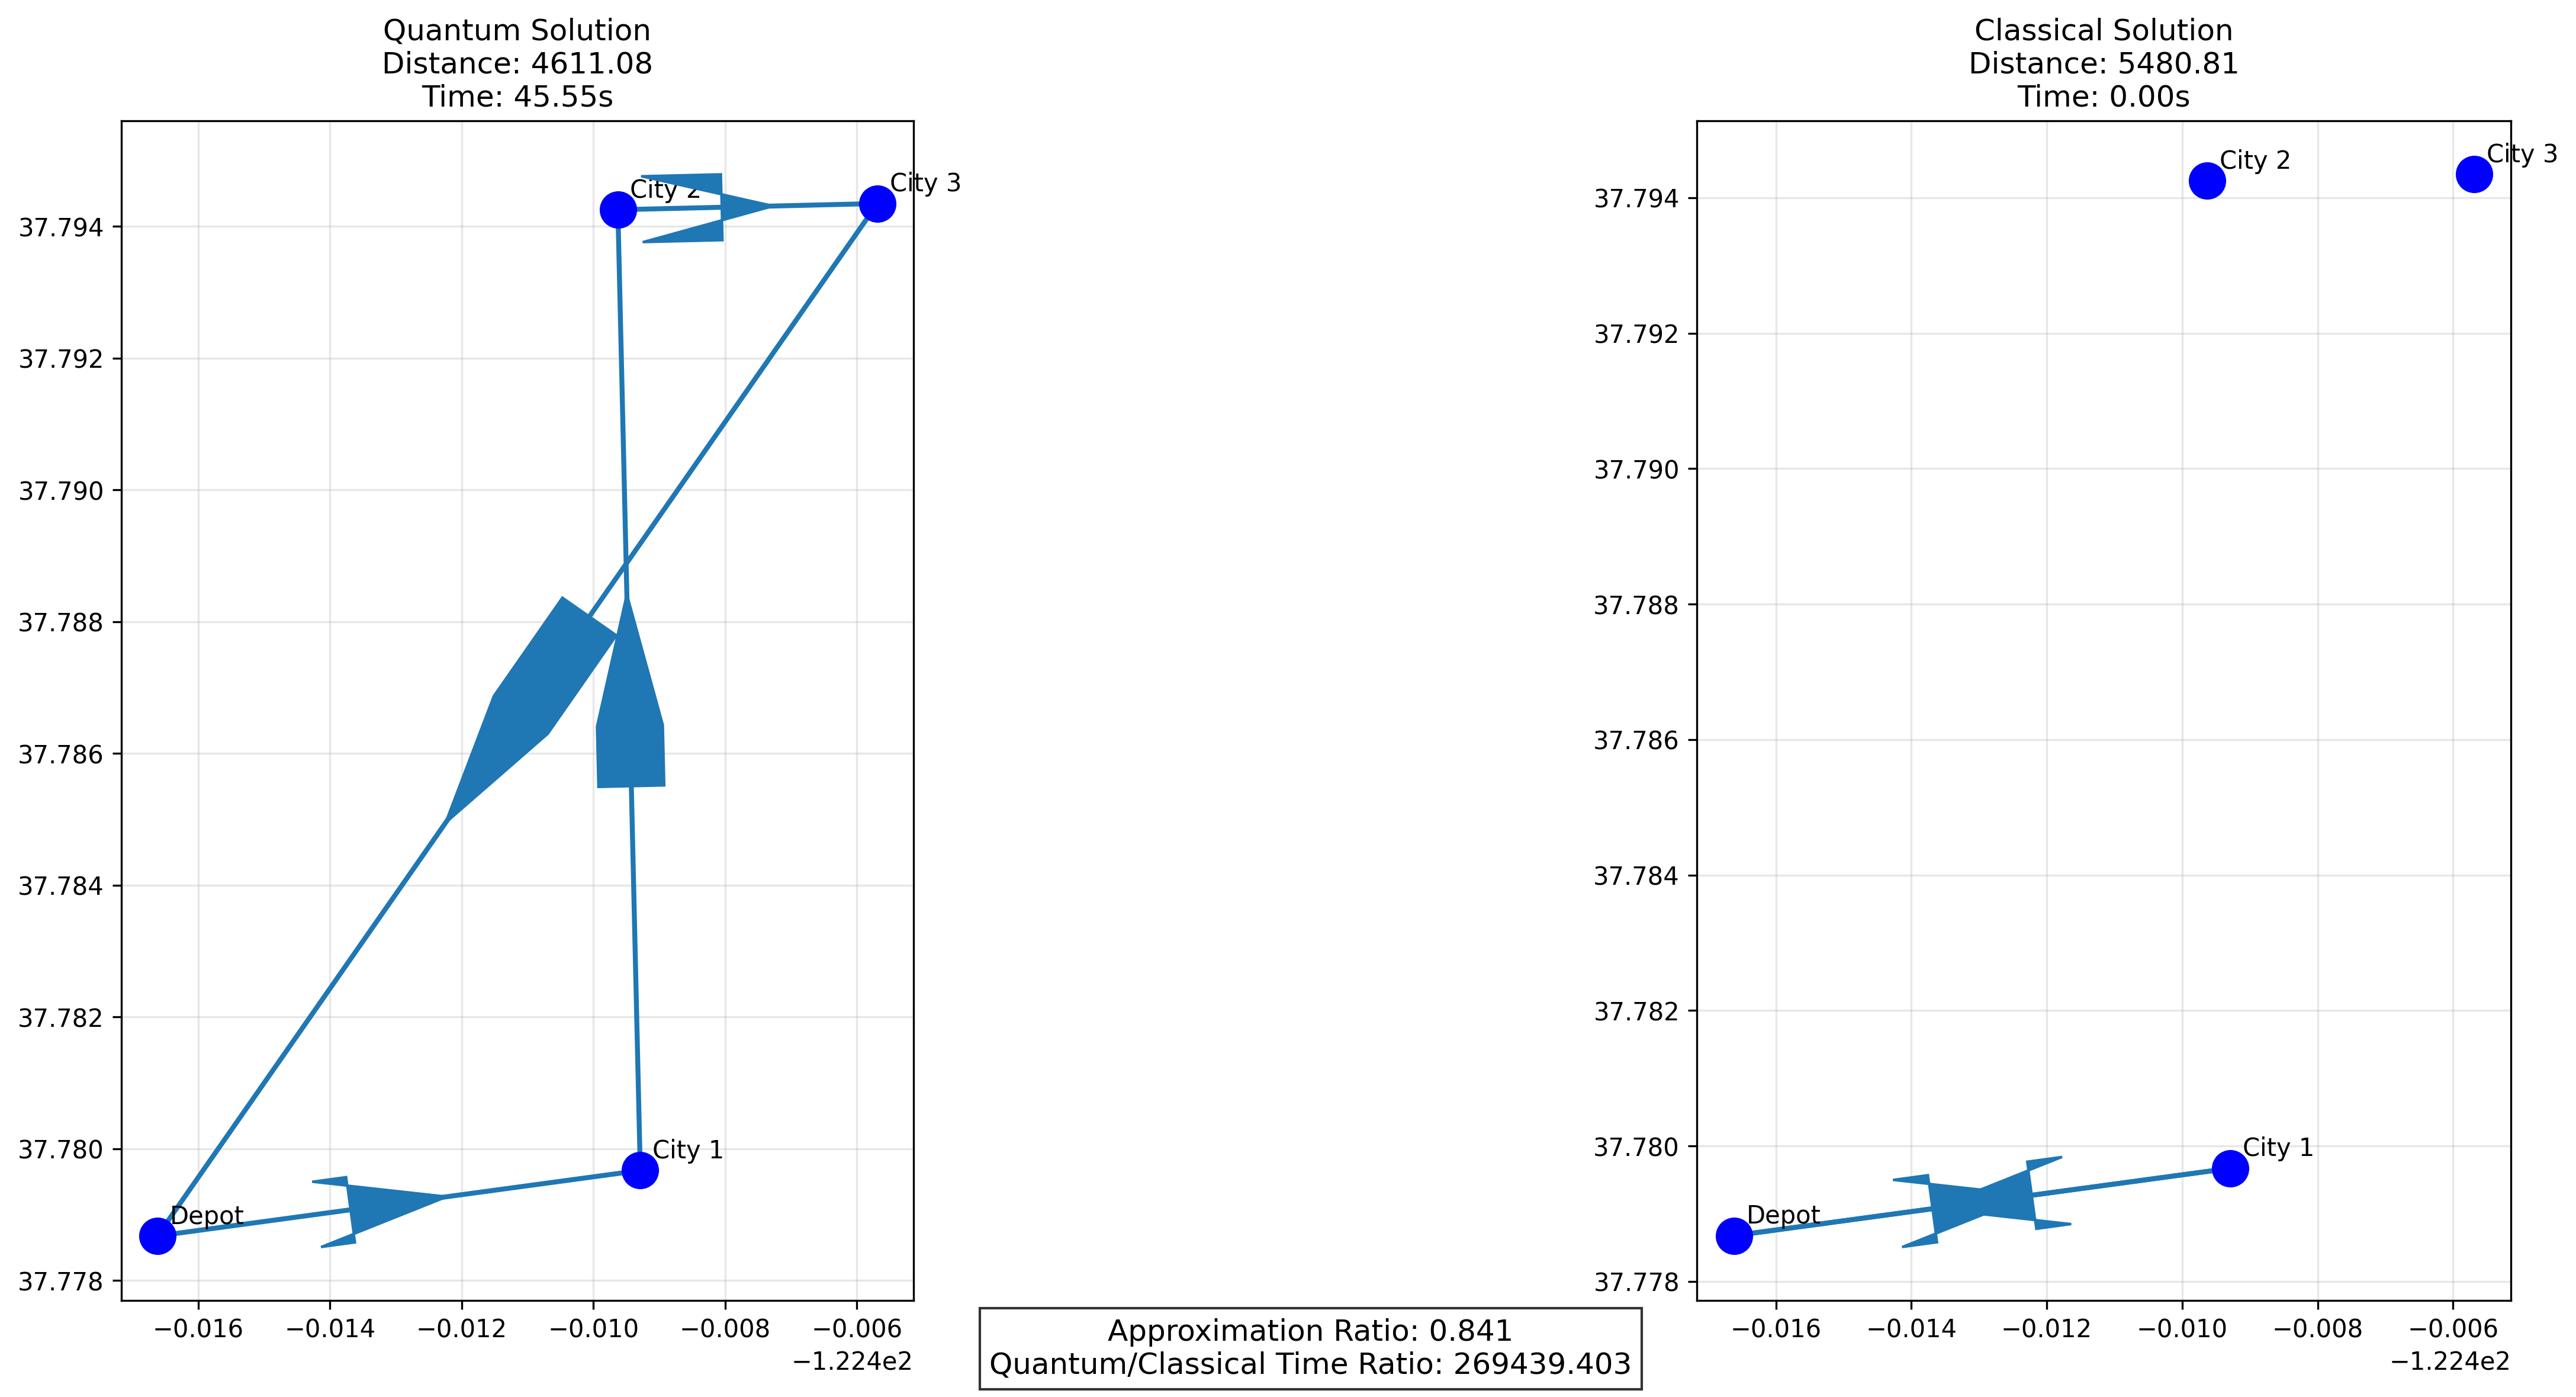 Quantum Solution
Distance: 4611.08
Time: 45.55s
City 2
City 3
37.794
37.792
37.790
37.788
37.786
37.784
37.782
37.780
37.778
City 1
Depot
−0.016
−0.014
−0.012
−0.010
−0.008
−0.006
−1.224e2
Classical Solution
Distance: 5480.81
Time: 0.00s
City 2
City 3
37.794
37.792
37.790
37.788
37.786
37.784
37.782
37.780
37.778
City 1
Depot
−0.016
−0.014
−0.012
−0.010
−0.008
−0.006
−1.224e2
Approximation Ratio: 0.841
Quantum/Classical Time Ratio: 269439.403